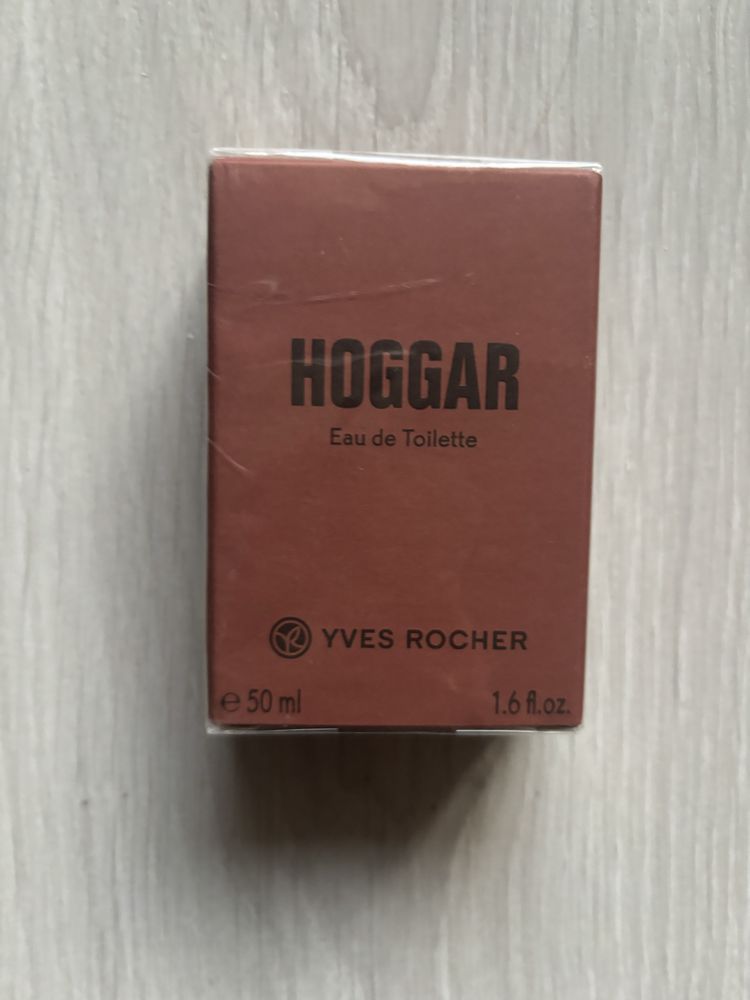 HOGGAR
Eau de Toilette
YVES ROCHER
℮ 50 ml 1.6 fl.oz.